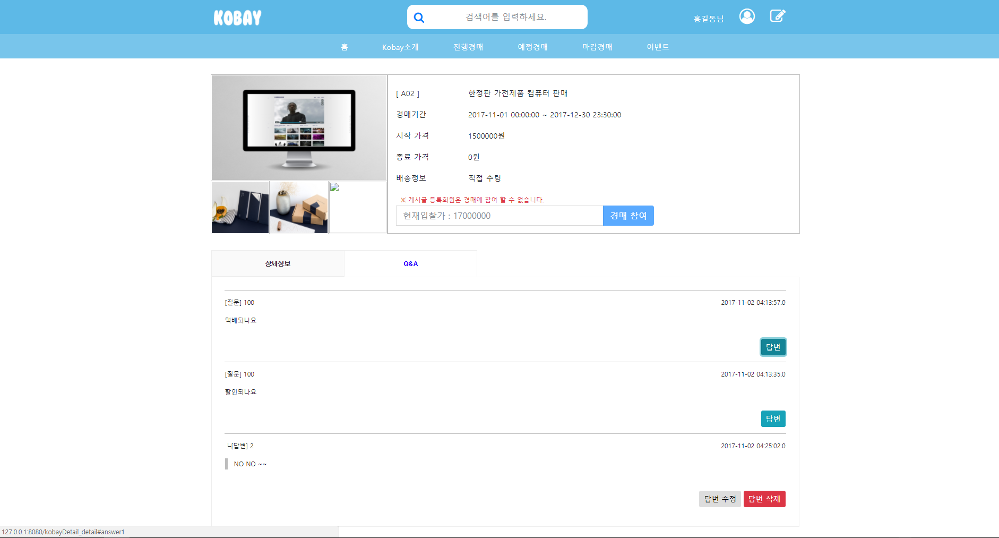 KOBAY
검색어를 입력하세요.
홍길동님
홈 Kobay소개 진행경매 예정경매 마감경매 이벤트
[ A02 ] 한정판 가전제품 컴퓨터 판매
경매기간 2017-11-01 00:00:00 ~ 2017-12-30 23:30:00
시작 가격 1500000원
종료 가격 0원
배송정보 직접 수령
※ 게시글 등록회원은 경매에 참여 할 수 없습니다.
현재입찰가 : 17000000 경매 참여
상세정보 Q&A
[질문] 100 2017-11-02 04:13:57.0
택배되나요
답변
[질문] 100 2017-11-02 04:13:35.0
할인되나요
답변
ㄴ[답변] 2 2017-11-02 04:25:02.0
NO NO ~~
답변 수정 답변 삭제
127.0.0.1:8080/kobayDetail_detail#answer1